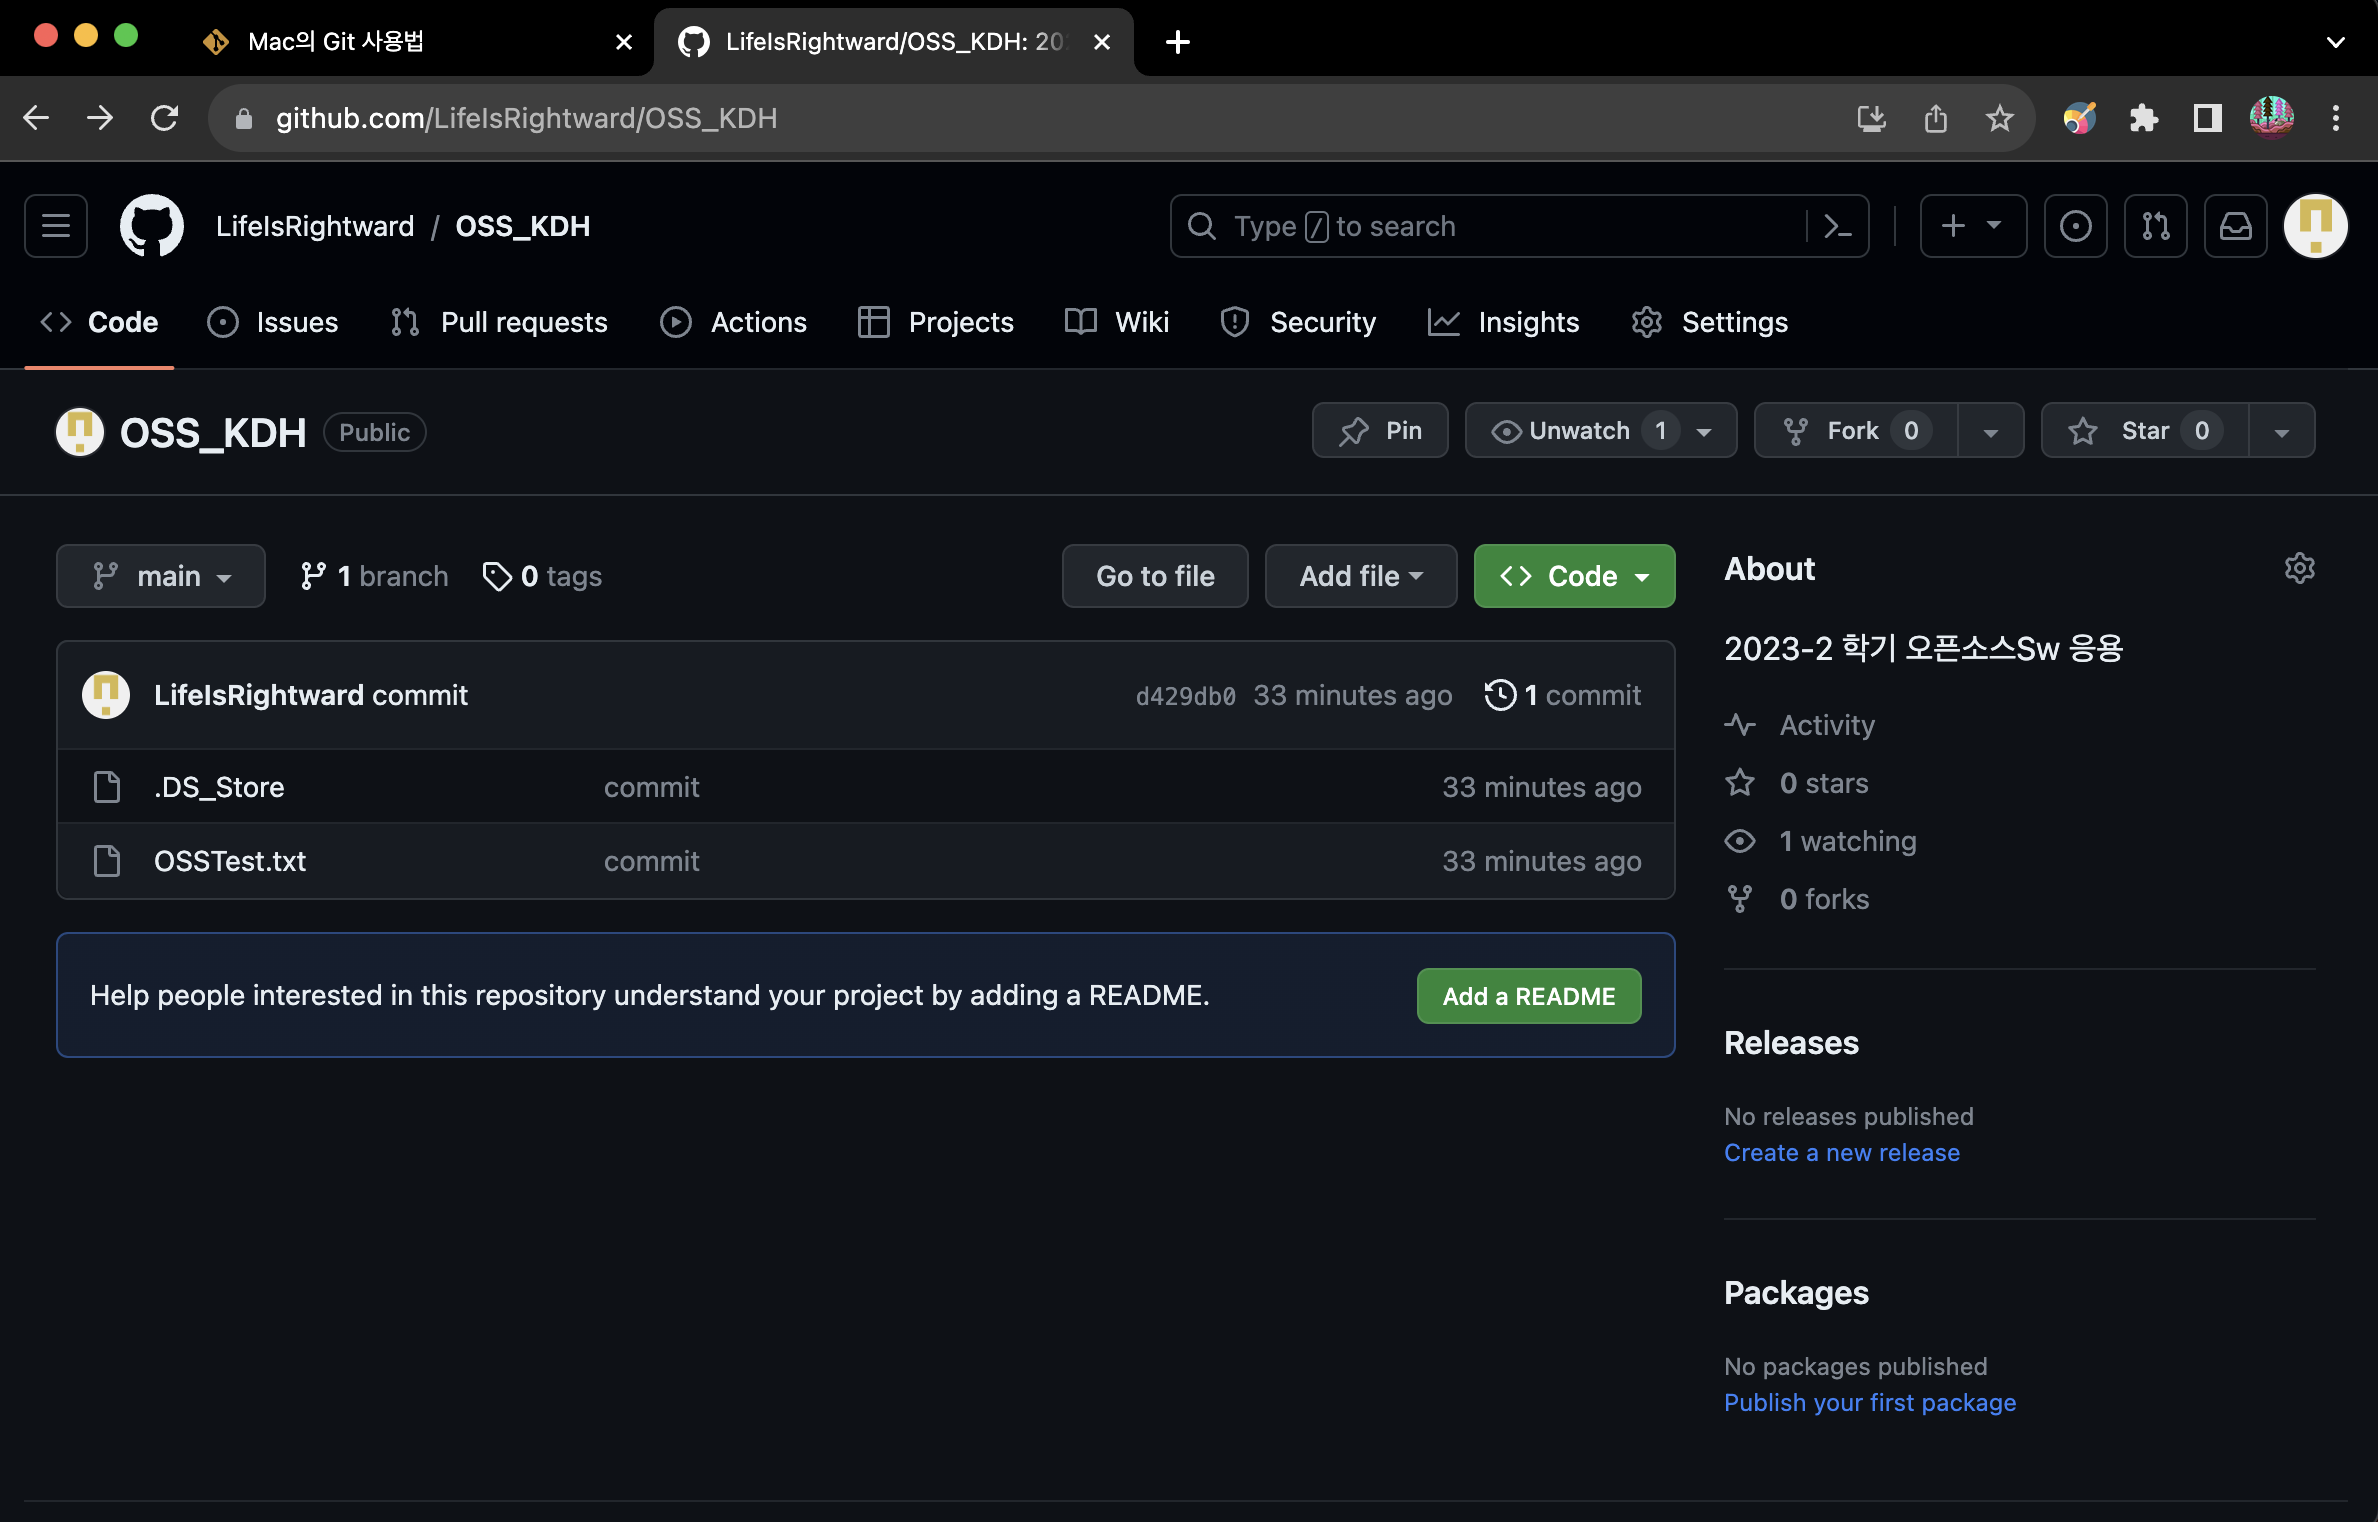 Mac의 Git 사용법
LifeIsRightward/OSS_KDH: 20
github.com/LifeIsRightward/OSS_KDH
LifeIsRightward / OSS_KDH
Type / to search
Code Issues Pull requests Actions Projects Wiki Security Insights Settings
OSS_KDH Public
Pin Unwatch 1 Fork 0 Star 0
main 1 branch 0 tags Go to file Add file Code
LifeIsRightward commit d429db0 33 minutes ago 1 commit
.DS_Store commit 33 minutes ago
OSSTest.txt commit 33 minutes ago
Help people interested in this repository understand your project by adding a README. Add a README
About
2023-2 학기 오픈소스Sw 응용
Activity
0 stars
1 watching
0 forks
Releases
No releases published
Create a new release
Packages
No packages published
Publish your first package